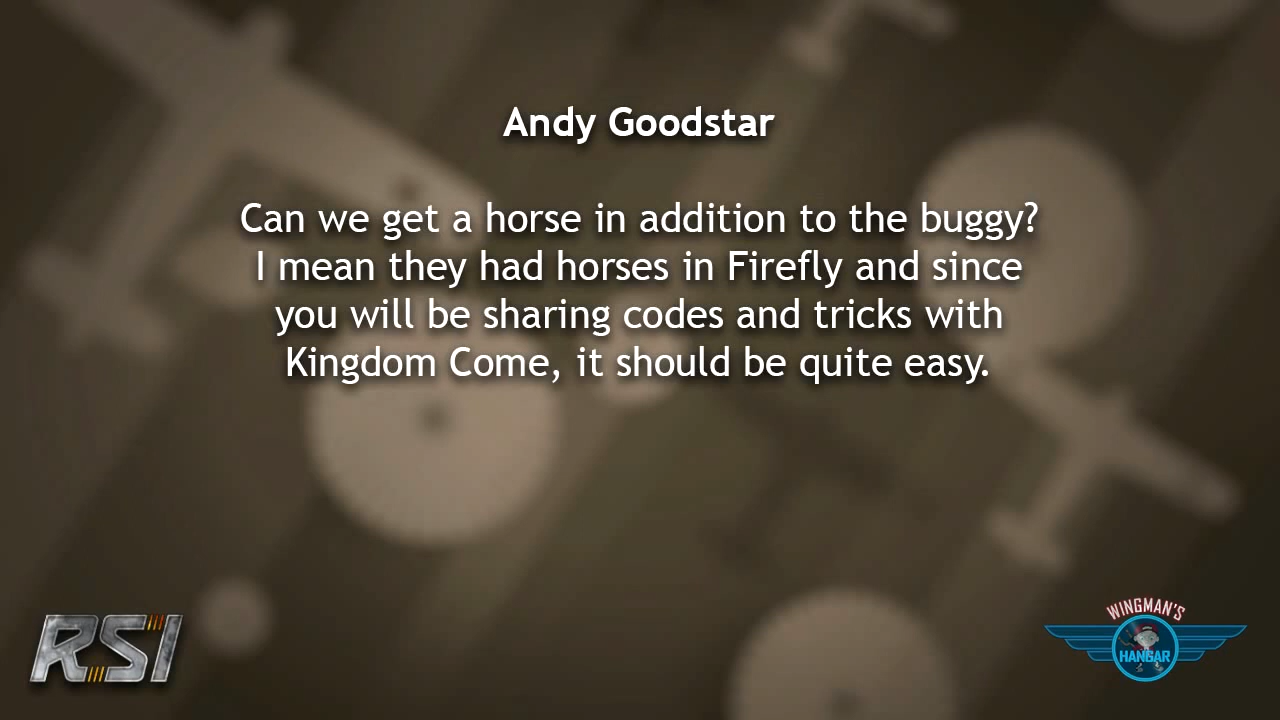 Andy Goodstar
Can we get a horse in addition to the buggy?
I mean they had horses in Firefly and since
you will be sharing codes and tricks with
Kingdom Come, it should be quite easy.
RSI
WINGMAN'S
HANGAR